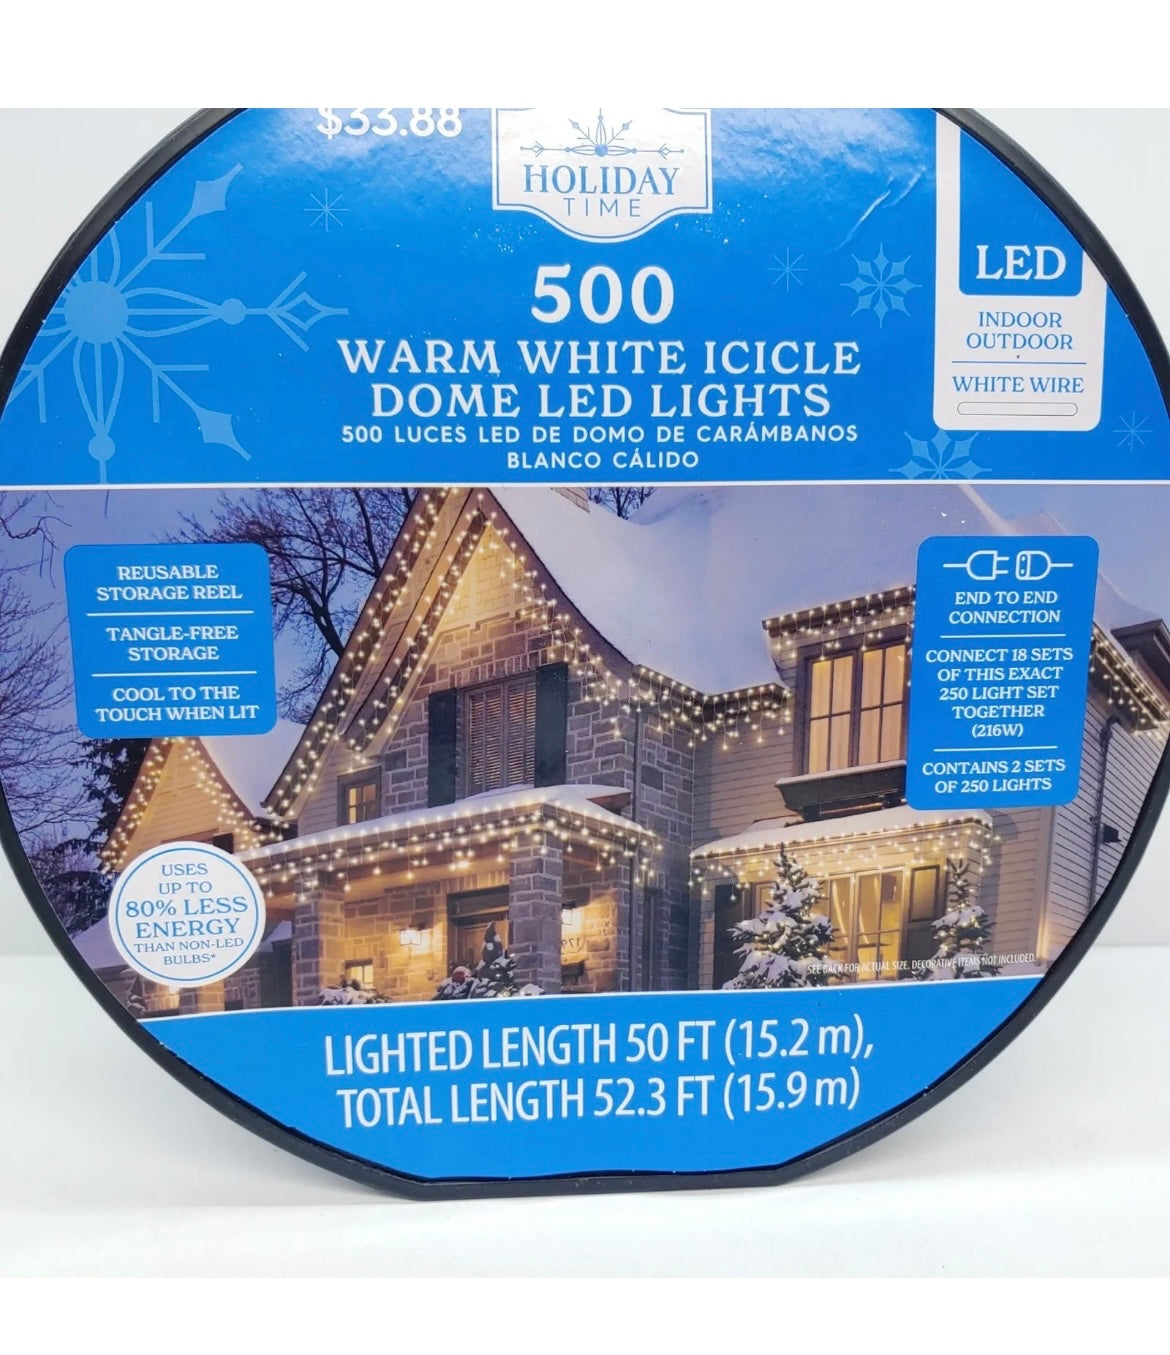 $33.88
HOLIDAY
TIME
500
WARM WHITE ICICLE
DOME LED LIGHTS
500 LUCES LED DE DOMO DE CARÁMBANOS
BLANCO CÁLIDO
LED
INDOOR
OUTDOOR
WHITE WIRE
REUSABLE
STORAGE REEL
TANGLE-FREE
STORAGE
COOL TO THE
TOUCH WHEN LIT
END TO END
CONNECTION
CONNECT 18 SETS
OF THIS EXACT
250 LIGHT SET
TOGETHER
(216W)
CONTAINS 2 SETS
OF 250 LIGHTS
USES
UP TO
80% LESS
ENERGY
THAN NON-LED
BULBS*
SEE BACK FOR ACTUAL SIZE. DECORATIVE ITEMS NOT INCLUDED.
LIGHTED LENGTH 50 FT (15.2 m),
TOTAL LENGTH 52.3 FT (15.9 m)